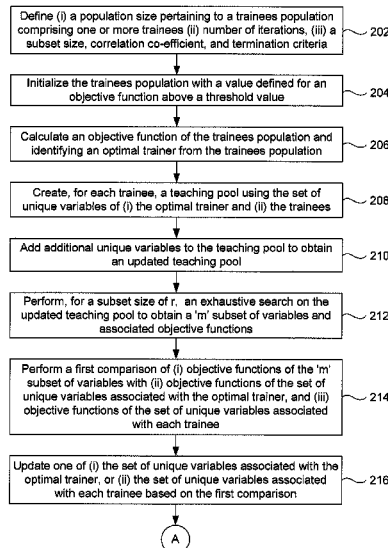 Define (i) a population size pertaining to a trainees population
comprising one or more trainees (ii) number of iterations, (iii) a
subset size, correlation co-efficient, and termination criteria
202
Initialize the trainees population with a value defined for an
objective function above a threshold value
204
Calculate an objective function of the trainees population and
identifying an optimal trainer from the trainees population
206
Create, for each trainee, a teaching pool using the set of
unique variables of (i) the optimal trainer and (ii) the trainees
208
Add additional unique variables to the teaching pool to obtain
an updated teaching pool
210
Perform, for a subset size of r, an exhaustive search on the
updated teaching pool to obtain a 'm' subset of variables and
associated objective functions
212
Perform a first comparison of (i) objective functions of the 'm'
subset of variables with (ii) objective functions of the set of
unique variables associated with the optimal trainer, and (iii)
objective functions of the set of unique variables associated
with each trainee
214
Update one of (i) the set of unique variables associated with the
optimal trainer, or (ii) the set of unique variables associated
with each trainee based on the first comparison
216
A